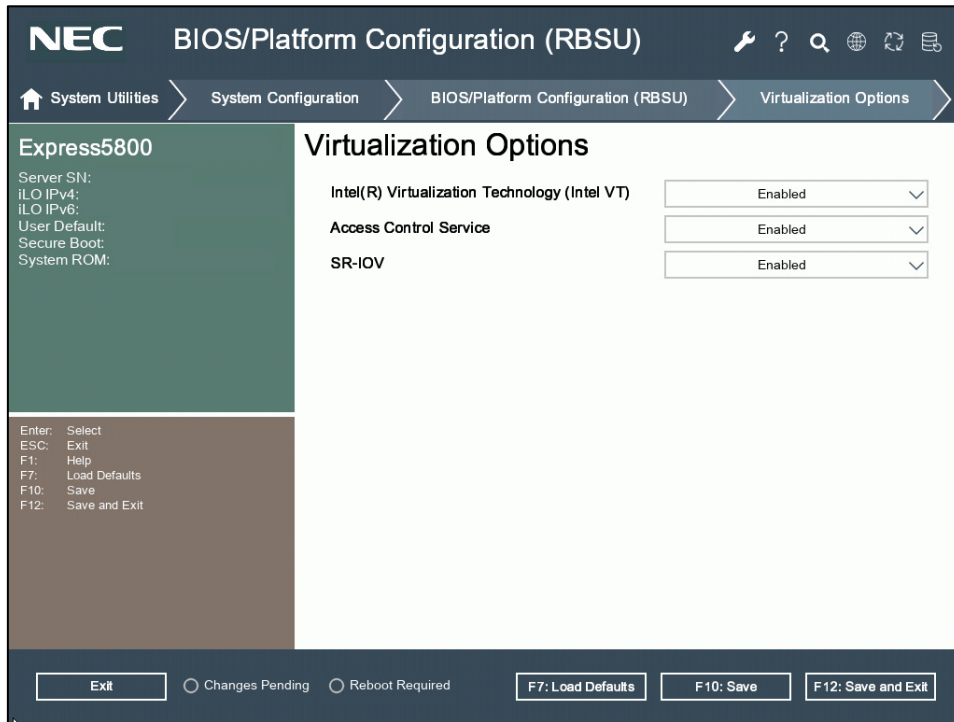 NEC BIOS/Platform Configuration (RBSU) ?
System Utilities System Configuration BIOS/Platform Configuration (RBSU) Virtualization Options
Express5800
Server SN:
iLO IPv4:
iLO IPv6:
User Default:
Secure Boot:
System ROM:
Enter: Select
ESC: Exit
F1: Help
F7: Load Defaults
F10: Save
F12: Save and Exit
Virtualization Options
Intel(R) Virtualization Technology (Intel VT) Enabled
Access Control Service Enabled
SR-IOV Enabled
Exit Changes Pending Reboot Required F7: Load Defaults F10: Save F12: Save and Exit